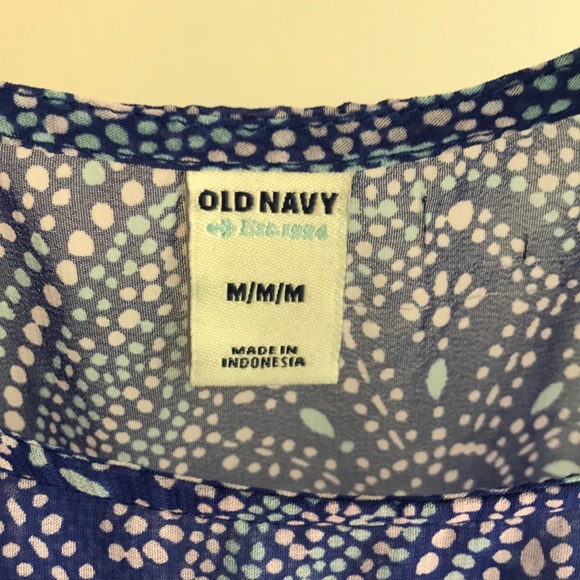 OLD NAVY
Est. 1994
M/M/M
MADE IN
INDONESIA